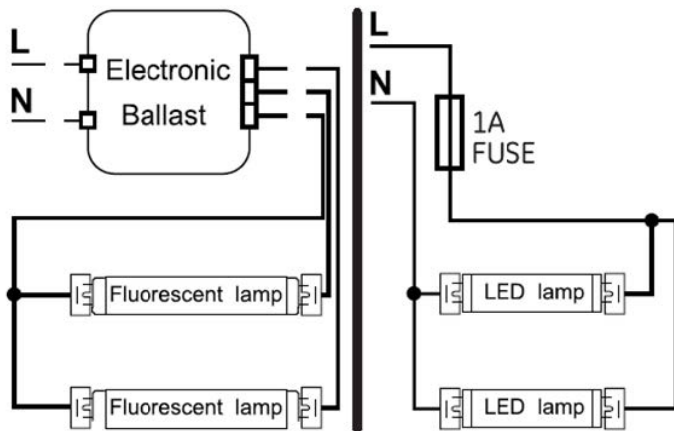 L
N
Electronic
Ballast
Fluorescent lamp
Fluorescent lamp
L
N
1A
FUSE
LED lamp
LED lamp